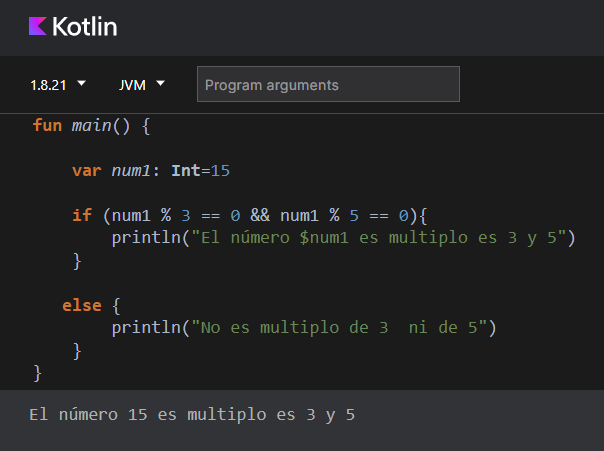 Kotlin
1.8.21 JVM Program arguments
fun main() {
var num1: Int=15
if (num1 % 3 == 0 && num1 % 5 == 0){
println("El número $num1 es multiplo es 3 y 5")
}
else {
println("No es multiplo de 3  ni de 5")
}
}
El número 15 es multiplo es 3 y 5